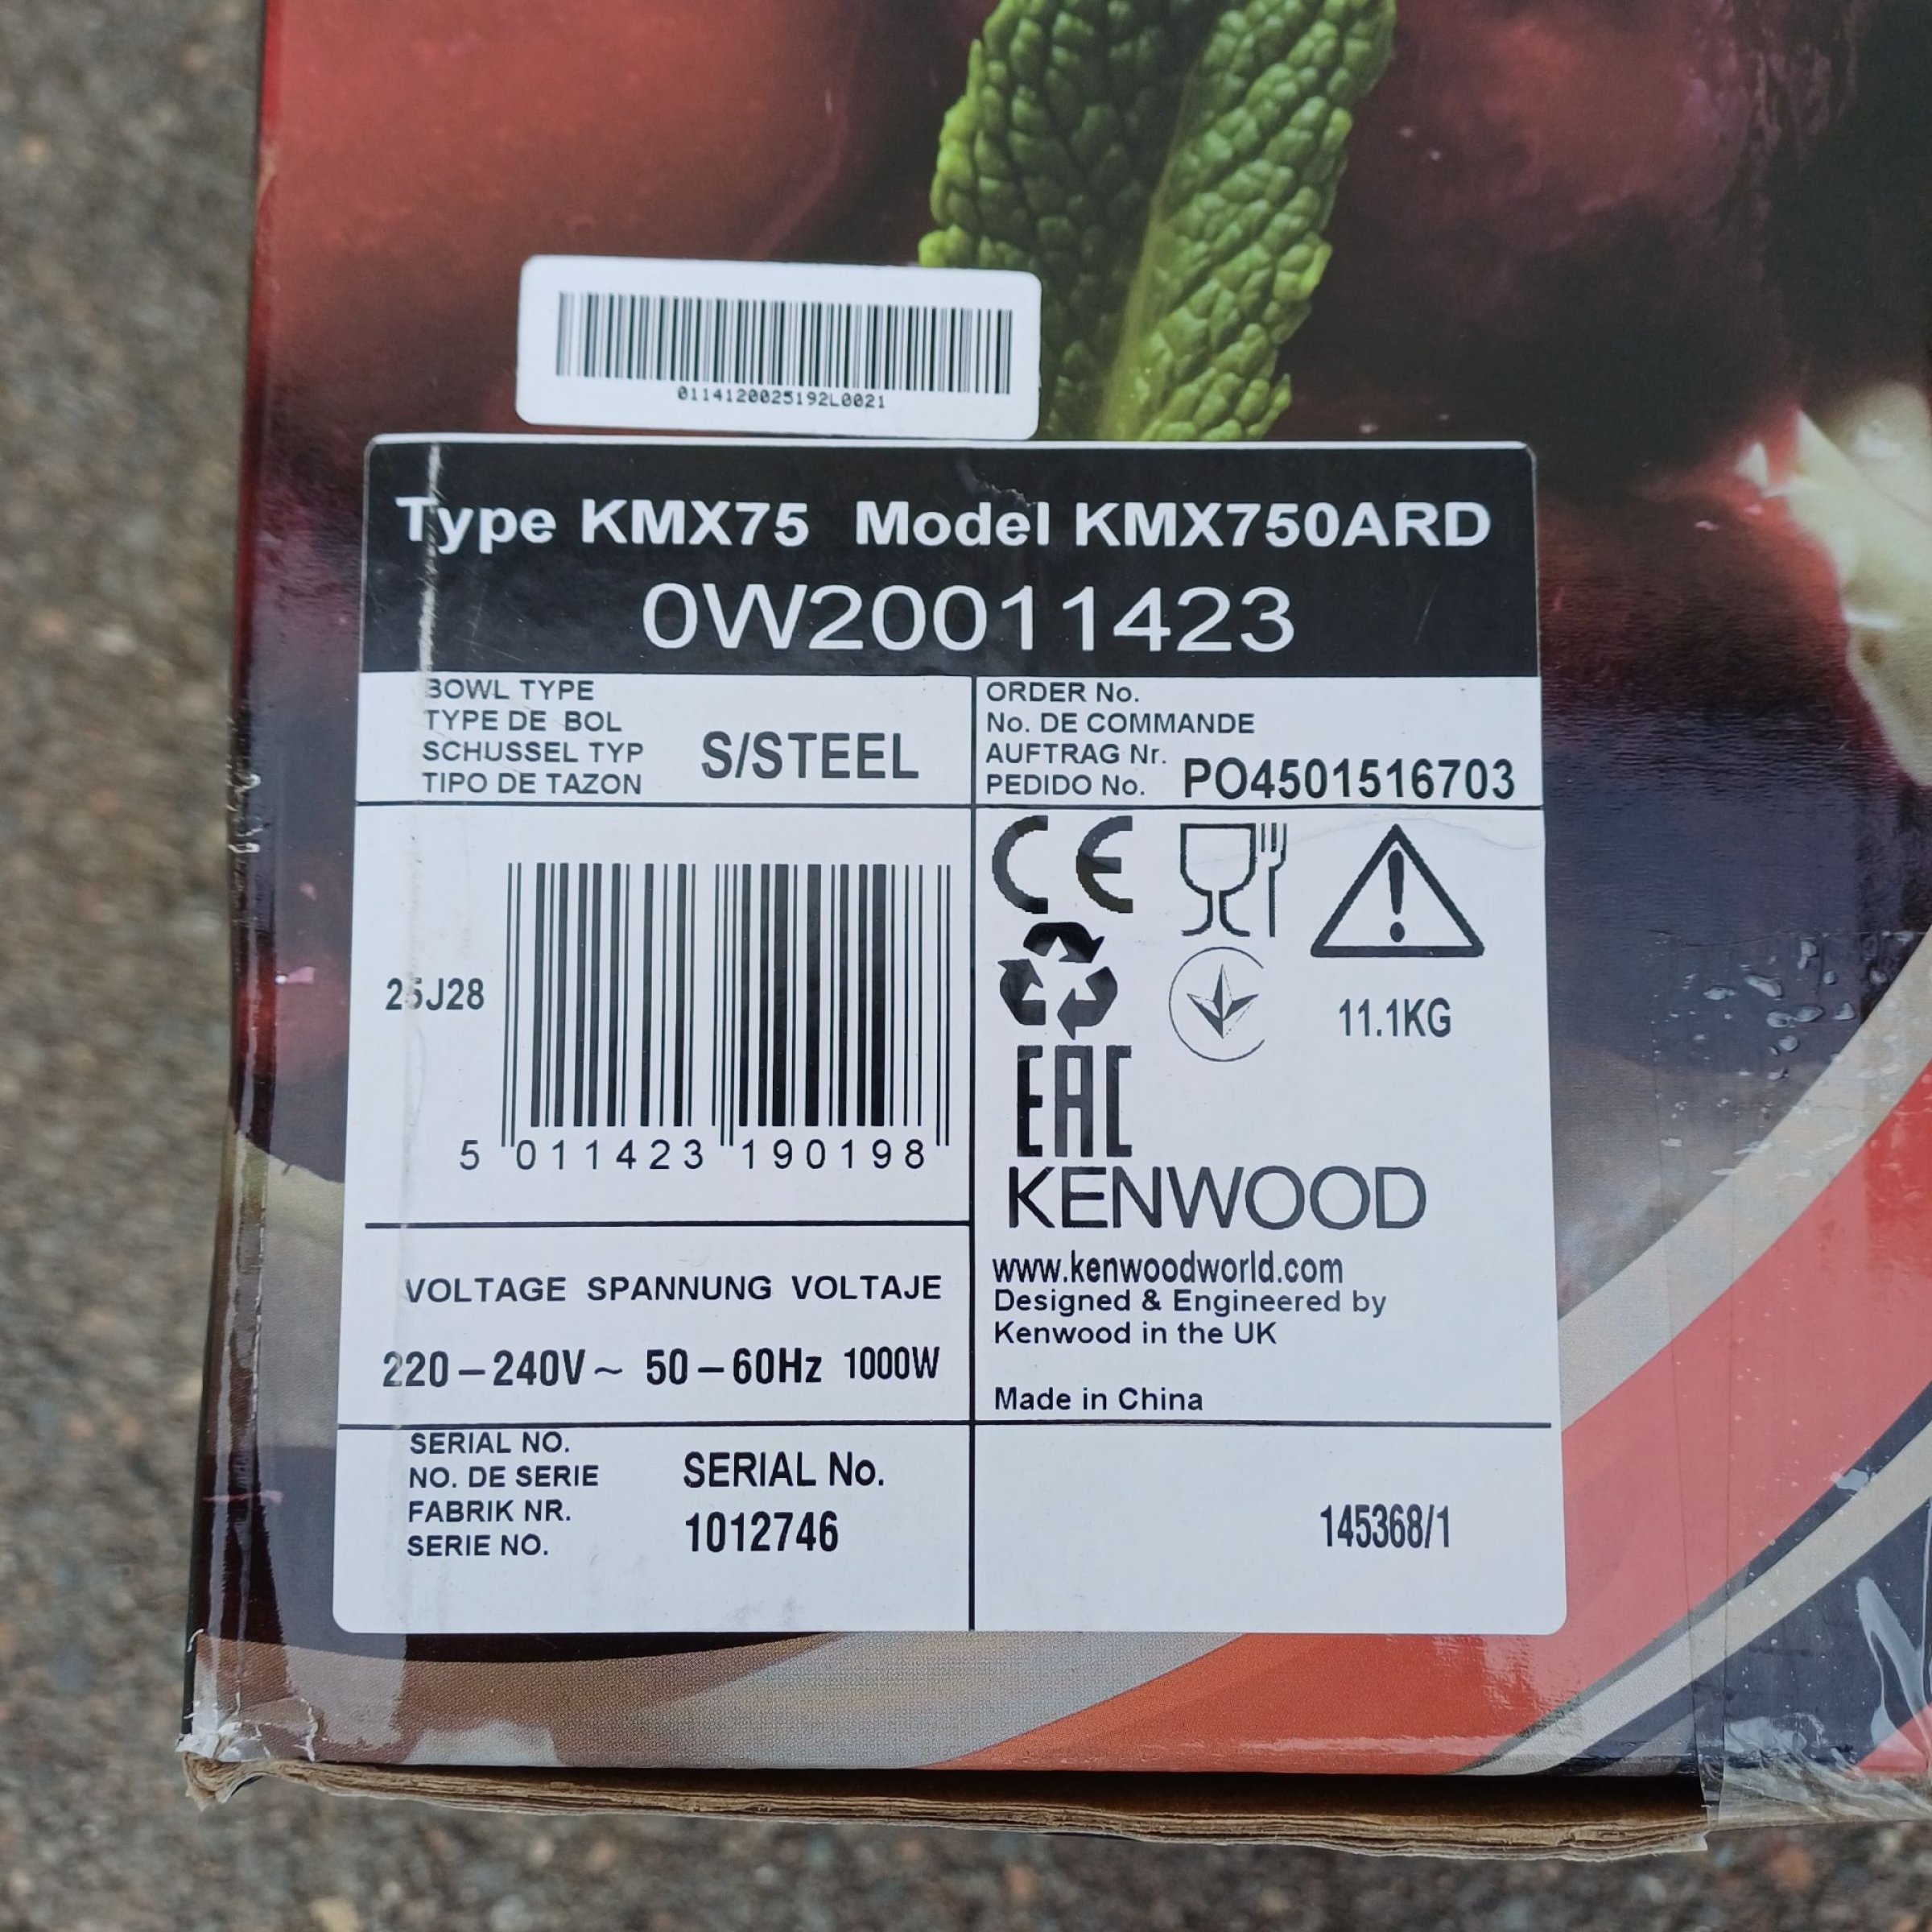 0114120025192L0021
Type KMX75 Model KMX750ARD
0W20011423
BOWL TYPE
TYPE DE BOL
SCHUSSEL TYP
TIPO DE TAZON
S/STEEL
ORDER No.
No. DE COMMANDE
AUFTRAG Nr.
PEDIDO No.
PO4501516703
CE
25J28
5 011423 190198
11.1KG
EAC
KENWOOD
www.kenwoodworld.com
Designed & Engineered by
Kenwood in the UK
Made in China
VOLTAGE SPANNUNG VOLTAJE
220-240V~ 50-60Hz 1000W
SERIAL NO.
NO. DE SERIE
FABRIK NR.
SERIE NO.
SERIAL No.
1012746
145368/1